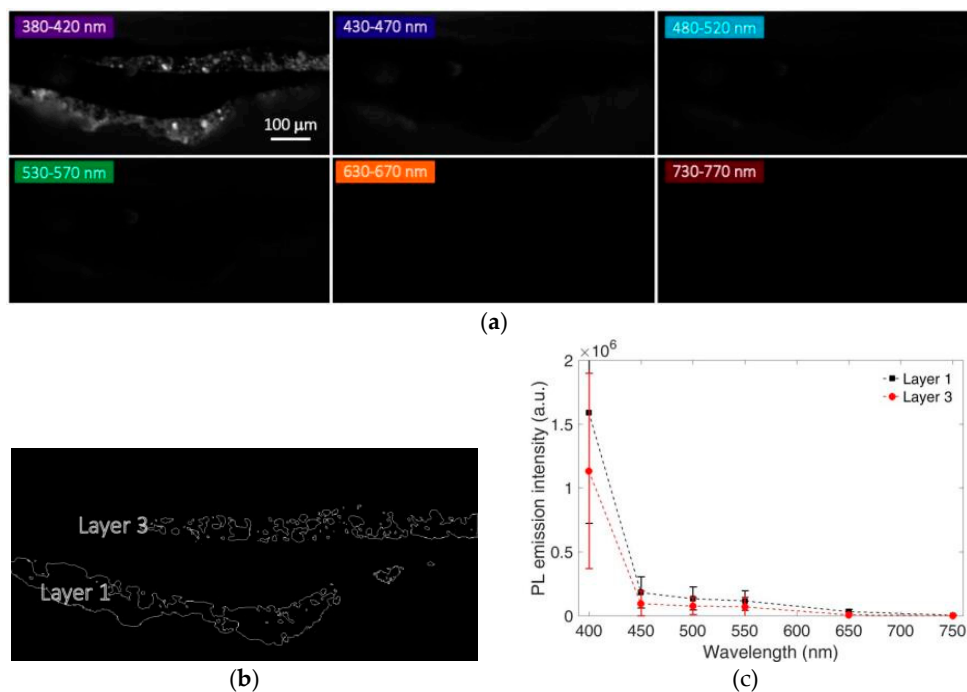 380-420 nm
430-470 nm
480-520 nm
100 μm
530-570 nm
630-670 nm
730-770 nm
(a)
Layer 3
Layer 1
(b)
×10⁶
2
1.5
1
0.5
0
PL emission intensity (a.u.)
Layer 1
Layer 3
400 450 500 550 600 650 700 750
Wavelength (nm)
(c)